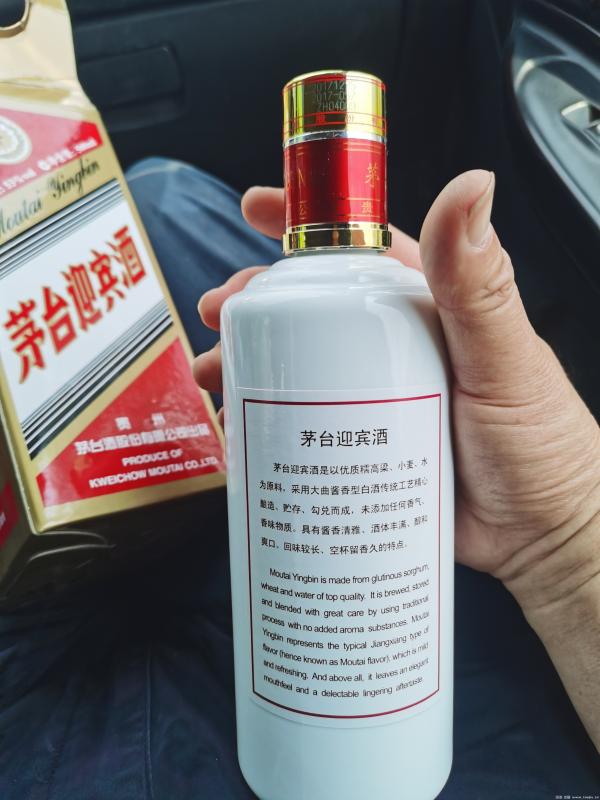 53%vol
500ml
Moutai Yingbin
茅台迎宾酒
贵州
茅台酒股份有限公司出品
PRODUCE OF
KWEICHOW MOUTAI CO.,LTD
茅
贵
茅台迎宾酒
茅台迎宾酒是以优质糯高梁、小麦、水
为原料，采用大曲酱香型白酒传统工艺精心
酿造、贮存、勾兑而成，未添加任何香气、
香味物质。具有酱香清雅、酒体丰满、醇和
爽口、回味较长、空杯留香久的特点。
Moutai Yingbin is made from glutinous sorghum,
wheat and water of top quality. It is brewed, stored
and blended with great care by using traditional
process with no added aroma substances. Moutai
Yingbin represents the typical Jiangxiang type of
flavor (hence known as Moutai flavor), which is mild
and refreshing. And above all, it leaves an elegant
mouthfeel and a delectable lingering aftertaste.